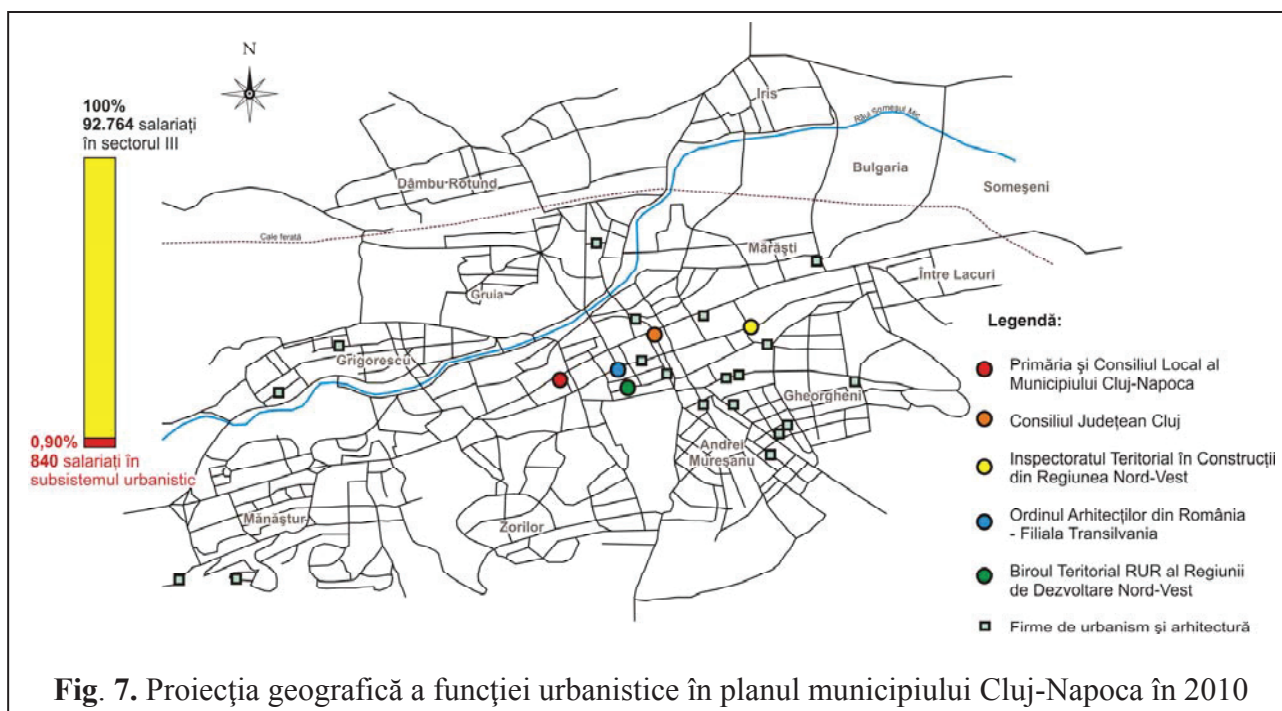 N
100%
92.764 salariați
în sectorul III
0,90%
840 salariați în
subsistemul urbanistic
Iris
Râul Someșul Mic
Bulgaria
Someșeni
Dâmbu-Rotund
Cale ferată
Mărăști
Între Lacuri
Gruia
Grigorescu
Gheorgheni
Andrei
Mureșanu
Mănăștur
Zorilor
Legendă:
Primăria și Consiliul Local al
Municipiului Cluj-Napoca
Consiliul Județean Cluj
Inspectoratul Teritorial în Construcții
din Regiunea Nord-Vest
Ordinul Arhitecților din România
- Filiala Transilvania
Biroul Teritorial RUR al Regiunii
de Dezvoltare Nord-Vest
Firme de urbanism și arhitectură
Fig. 7. Proiecţia geografică a funcţiei urbanistice în planul municipiului Cluj-Napoca în 2010